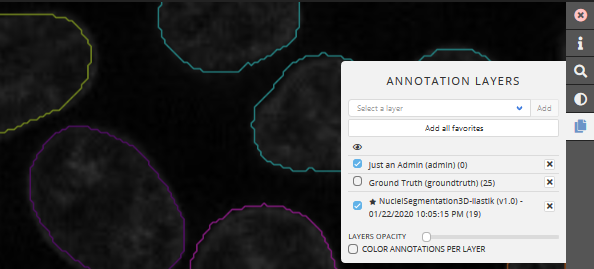 ANNOTATION LAYERS
Select a layer Add
Add all favorites
Just an Admin (admin) (0)
Ground Truth (groundtruth) (25)
NucleiSegmentation3D-Ilastik (v1.0) -
01/22/2020 10:05:15 PM (19)
LAYERS OPACITY
COLOR ANNOTATIONS PER LAYER